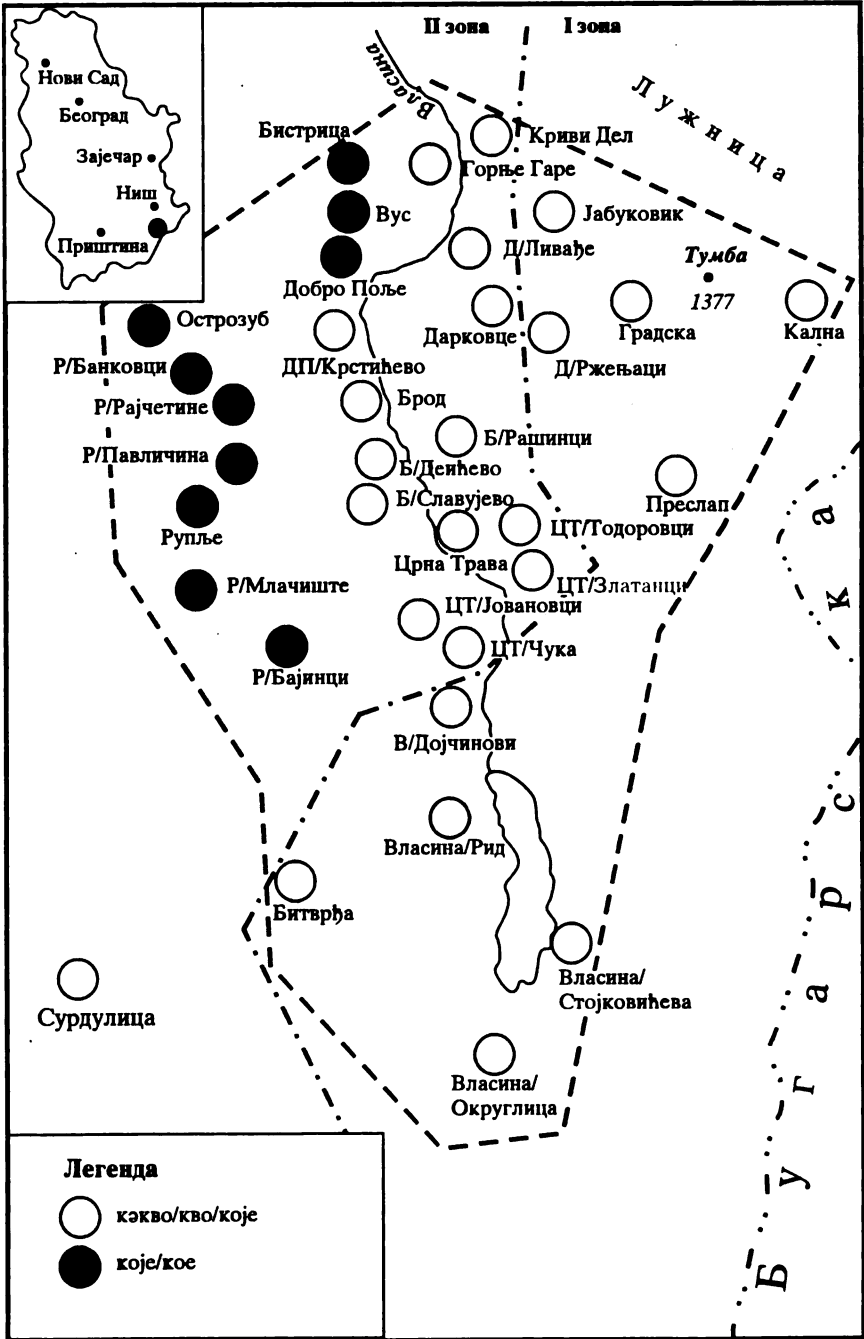 II зона
I зона
Власина
Лужница
Нови Сад
Београд
Зајечар
Ниш
Приштина
Бистрица
Криви Дел
Горње Гаре
Вус
Јабуковик
Д/Ливађе
Тумба
1377
Добро Поље
Острозуб
Дарковце
Градска
Кална
Р/Банковци
ДП/Крстићево
Д/Ржењаци
Р/Рајчетине
Брод
Б/Рашинци
Р/Павличина
Б/Деићево
Б/Славујево
Преслап
Рупље
ЦТ/Тодоровци
Црна Трава
Р/Млачиште
ЦТ/Златанци
ЦТ/Јовановци
ЦТ/Чука
Р/Бајинци
В/Дојчинови
Власина/Рид
Битврђа
Власина/
Стојковићева
Сурдулица
Власина/
Округлица
Бугарска
Легенда
кəкво/кво/које
које/кое